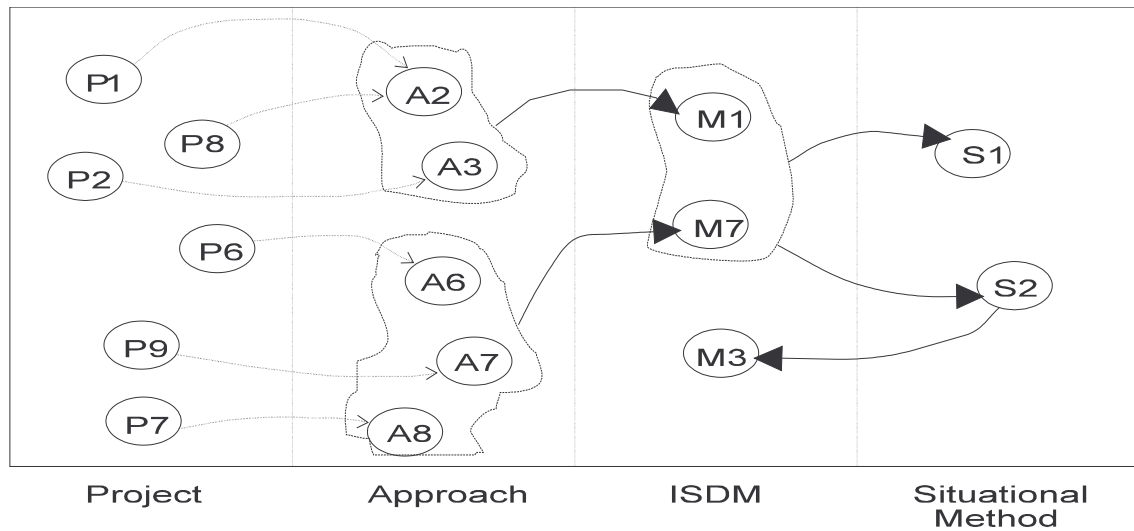 P1
P8
P2
P6
P9
P7
A2
A3
A6
A7
A8
M1
M7
M3
S1
S2
Project
Approach
ISDM
Situational
Method